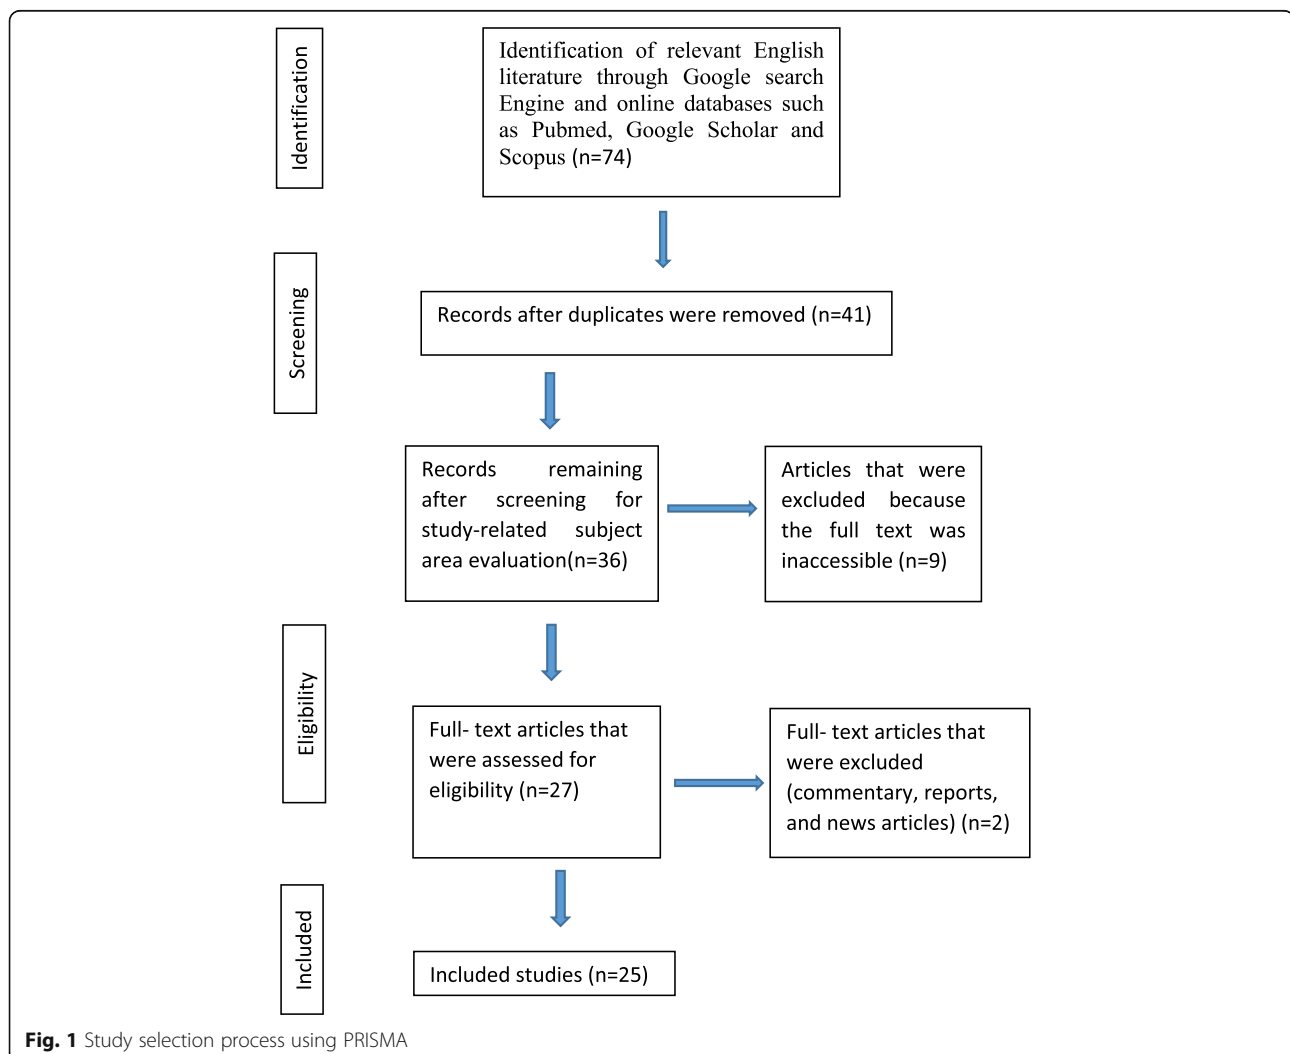 Identification
Identification of relevant English
literature through Google search
Engine and online databases such
as Pubmed, Google Scholar and
Scopus (n=74)
Screening
Records after duplicates were removed (n=41)
Records remaining
after screening for
study-related subject
area evaluation(n=36)
Articles that were
excluded because
the full text was
inaccessible (n=9)
Eligibility
Full- text articles that
were assessed for
eligibility (n=27)
Full- text articles that
were excluded
(commentary, reports,
and news articles) (n=2)
Included
Included studies (n=25)
Fig. 1 Study selection process using PRISMA